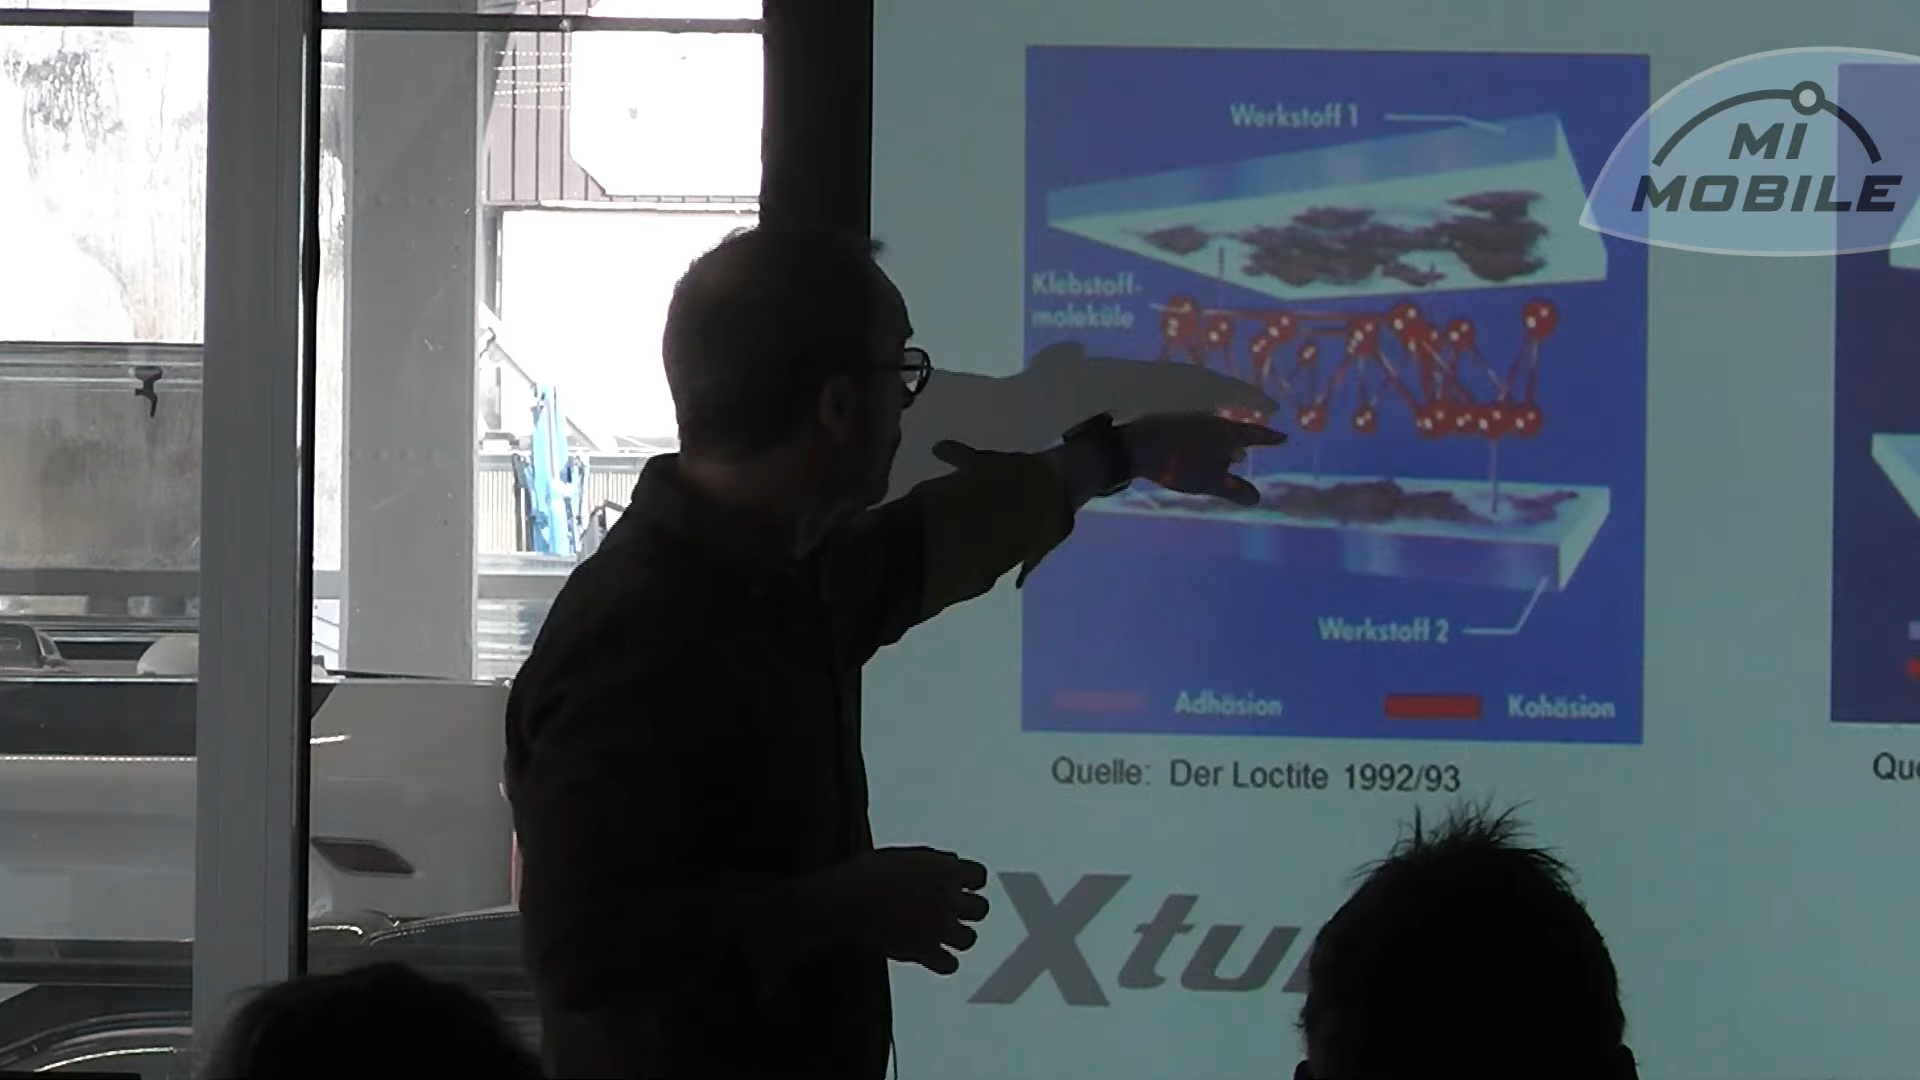 Werkstoff 1
MI
MOBILE
Klebstoff-
moleküle
Werkstoff 2
Adhäsion
Kohäsion
Quelle: Der Loctite 1992/93
Xtu